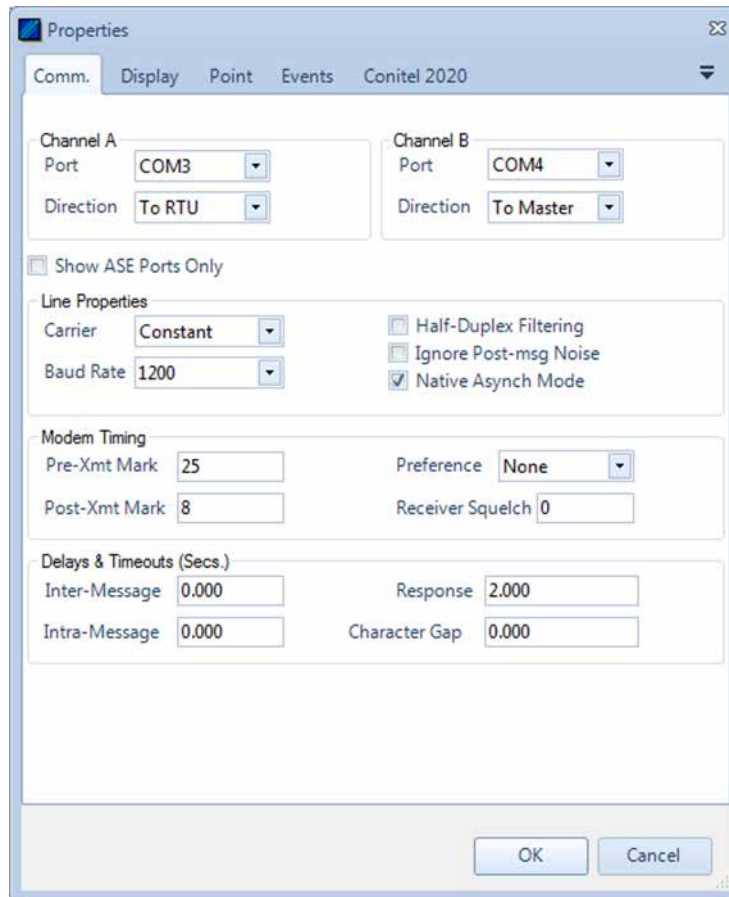 Properties
Comm. Display Point Events Conitel 2020
Channel A Channel B
Port COM3 Port COM4
Direction To RTU Direction To Master
Show ASE Ports Only
Line Properties
Carrier Constant Half-Duplex Filtering
Ignore Post-msg Noise
Baud Rate 1200 Native Asynch Mode
Modem Timing
Pre-Xmt Mark 25 Preference None
Post-Xmt Mark 8 Receiver Squelch 0
Delays & Timeouts (Secs.)
Inter-Message 0.000 Response 2.000
Intra-Message 0.000 Character Gap 0.000
OK Cancel